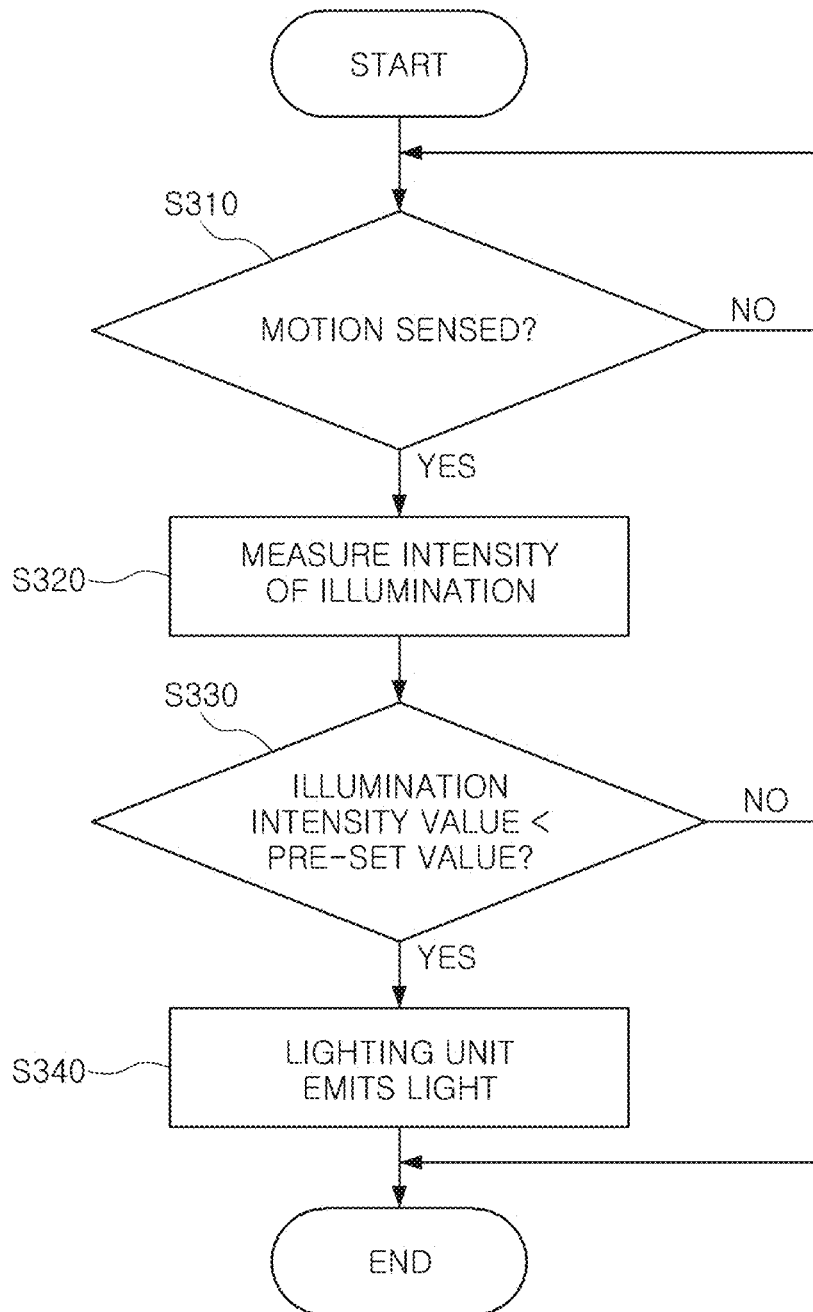 START
S310
MOTION SENSED?
NO
YES
MEASURE INTENSITY
OF ILLUMINATION
S320
S330
ILLUMINATION
INTENSITY VALUE <
PRE-SET VALUE?
NO
YES
LIGHTING UNIT
EMITS LIGHT
S340
END